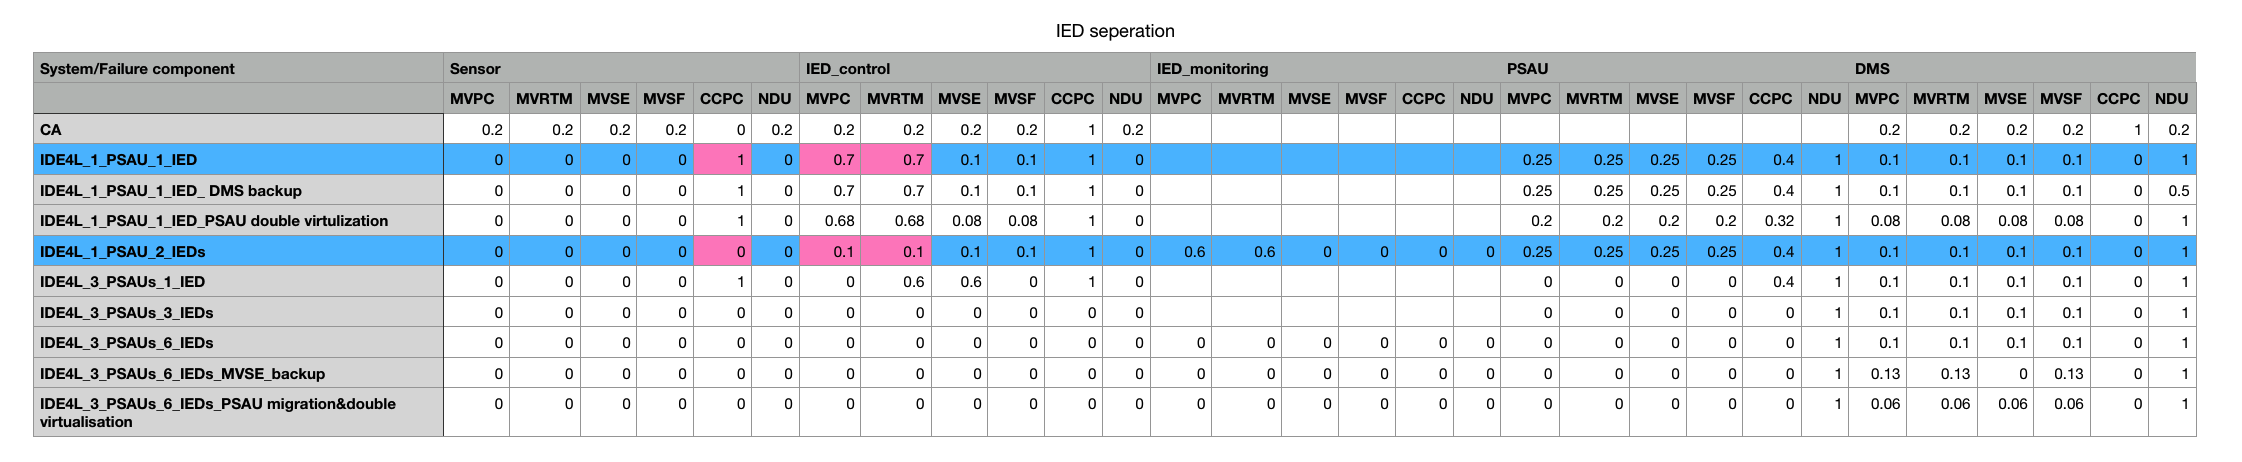 IED seperation
System/Failure component Sensor IED_control IED_monitoring PSAU DMS
MVPC MVRTM MVSE MVSF CCPC NDU MVPC MVRTM MVSE MVSF CCPC NDU MVPC MVRTM MVSE MVSF CCPC NDU MVPC MVRTM MVSE MVSF CCPC NDU MVPC MVRTM MVSE MVSF CCPC NDU
CA 0.2 0.2 0.2 0.2 0 0.2 0.2 0.2 0.2 0.2 1 0.2 0.2 0.2 0.2 0.2 1 0.2
IDE4L_1_PSAU_1_IED 0 0 0 0 1 0 0.7 0.7 0.1 0.1 1 0 0.25 0.25 0.25 0.25 0.4 1 0.1 0.1 0.1 0.1 0 1
IDE4L_1_PSAU_1_IED_ DMS backup 0 0 0 0 1 0 0.7 0.7 0.1 0.1 1 0 0.25 0.25 0.25 0.25 0.4 1 0.1 0.1 0.1 0.1 0 0.5
IDE4L_1_PSAU_1_IED_PSAU double virtulization 0 0 0 0 1 0 0.68 0.68 0.08 0.08 1 0 0.2 0.2 0.2 0.2 0.32 1 0.08 0.08 0.08 0.08 0 1
IDE4L_1_PSAU_2_IEDs 0 0 0 0 0 0 0.1 0.1 0.1 0.1 1 0 0.6 0.6 0 0 0 0 0.25 0.25 0.25 0.25 0.4 1 0.1 0.1 0.1 0.1 0 1
IDE4L_3_PSAUs_1_IED 0 0 0 0 1 0 0 0.6 0.6 0 1 0 0 0 0 0 0.4 1 0.1 0.1 0.1 0.1 0 1
IDE4L_3_PSAUs_3_IEDs 0 0 0 0 0 0 0 0 0 0 0 0 0 0 0 0 0 1 0.1 0.1 0.1 0.1 0 1
IDE4L_3_PSAUs_6_IEDs 0 0 0 0 0 0 0 0 0 0 0 0 0 0 0 0 0 0 0 0 0 0 0 1 0.1 0.1 0.1 0.1 0 1
IDE4L_3_PSAUs_6_IEDs_MVSE_backup 0 0 0 0 0 0 0 0 0 0 0 0 0 0 0 0 0 0 0 0 0 0 0 1 0.13 0.13 0 0.13 0 1
IDE4L_3_PSAUs_6_IEDs_PSAU migration&double 0 0 0 0 0 0 0 0 0 0 0 0 0 0 0 0 0 0 0 0 0 0 0 1 0.06 0.06 0.06 0.06 0 1
virtualisation